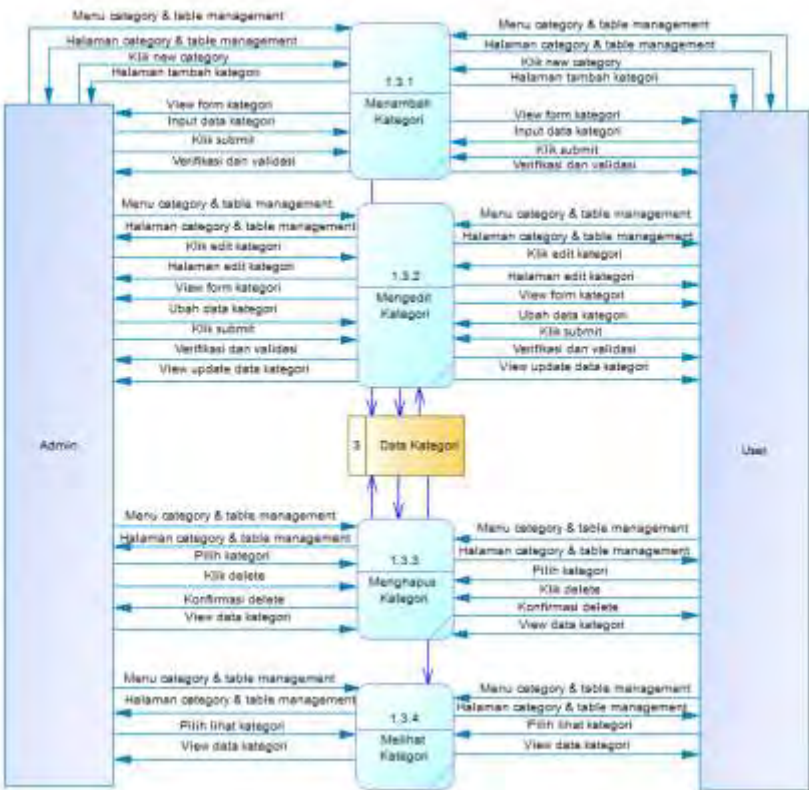 Menu category & table management
Halaman category & table management
Klik new category
Halaman tambah kategori
View form kategori
Input data kategori
Klik submit
Verifikasi dan validasi
1.3.1
Menambah
Kategori
Menu category & table management
Halaman category & table management
Klik new category
Halaman tambah kategori
View form kategori
Input data kategori
Klik submit
Verifikasi dan validasi
Menu category & table management
Halaman category & table management
Klik edit kategori
Halaman edit kategori
View form kategori
Ubah data kategori
Klik submit
Verifikasi dan validasi
View update data kategori
1.3.2
Mengedit
Kategori
Menu category & table management
Halaman category & table management
Klik edit kategori
Halaman edit kategori
View form kategori
Ubah data kategori
Klik submit
Verifikasi dan validasi
View update data kategori
Admin
3 Data Kategori
User
Menu category & table management
Halaman category & table management
Pilih kategori
Klik delete
Konfirmasi delete
View data kategori
1.3.3
Menghapus
Kategori
Menu category & table management
Halaman category & table management
Pilih kategori
Klik delete
Konfirmasi delete
View data kategori
Menu category & table management
Halaman category & table management
Pilih lihat kategori
View data kategori
1.3.4
Melihat
Kategori
Menu category & table management
Halaman category & table management
Pilih lihat kategori
View data kategori